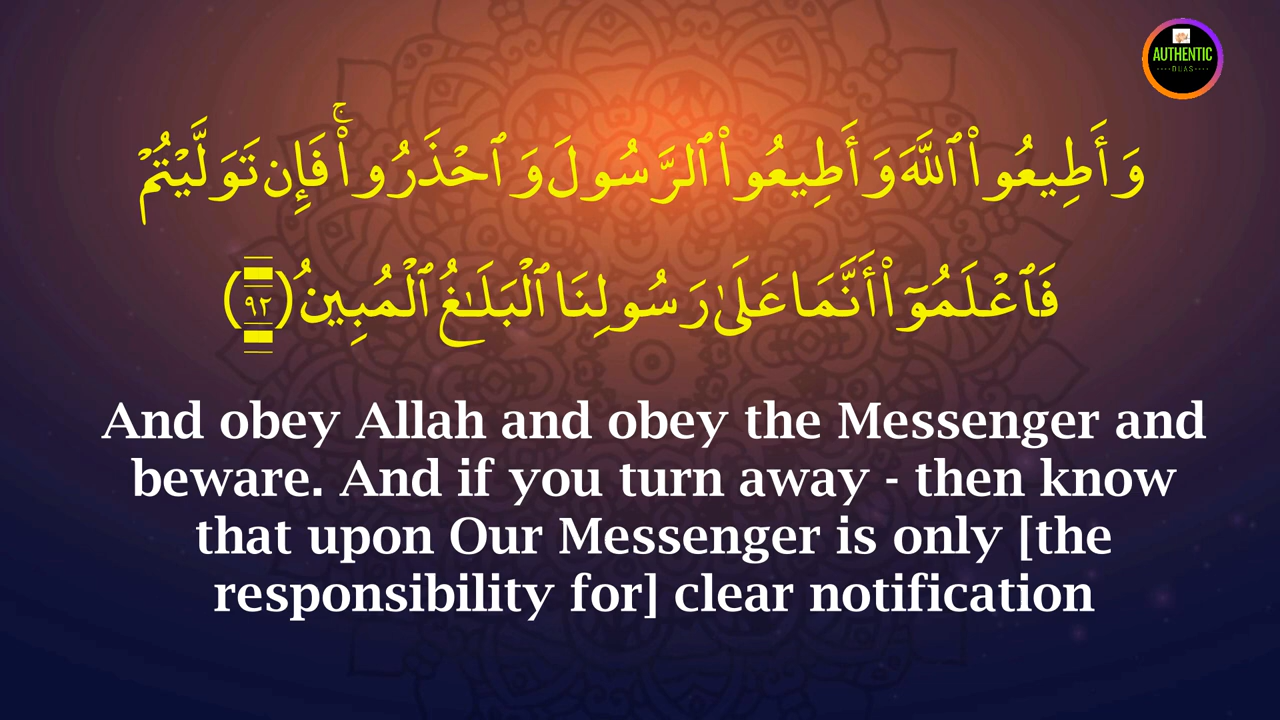 AUTHENTIC
DUAS
وَأَطِيعُوا۟ ٱللَّهَ وَأَطِيعُوا۟ ٱلرَّسُولَ وَٱحْذَرُوا۟ ۚ فَإِن تَوَلَّيْتُمْ
فَٱعْلَمُوٓا۟ أَنَّمَا عَلَىٰ رَسُولِنَا ٱلْبَلَـٰغُ ٱلْمُبِينُ (٩٢)
And obey Allah and obey the Messenger and
beware. And if you turn away - then know
that upon Our Messenger is only [the
responsibility for] clear notification